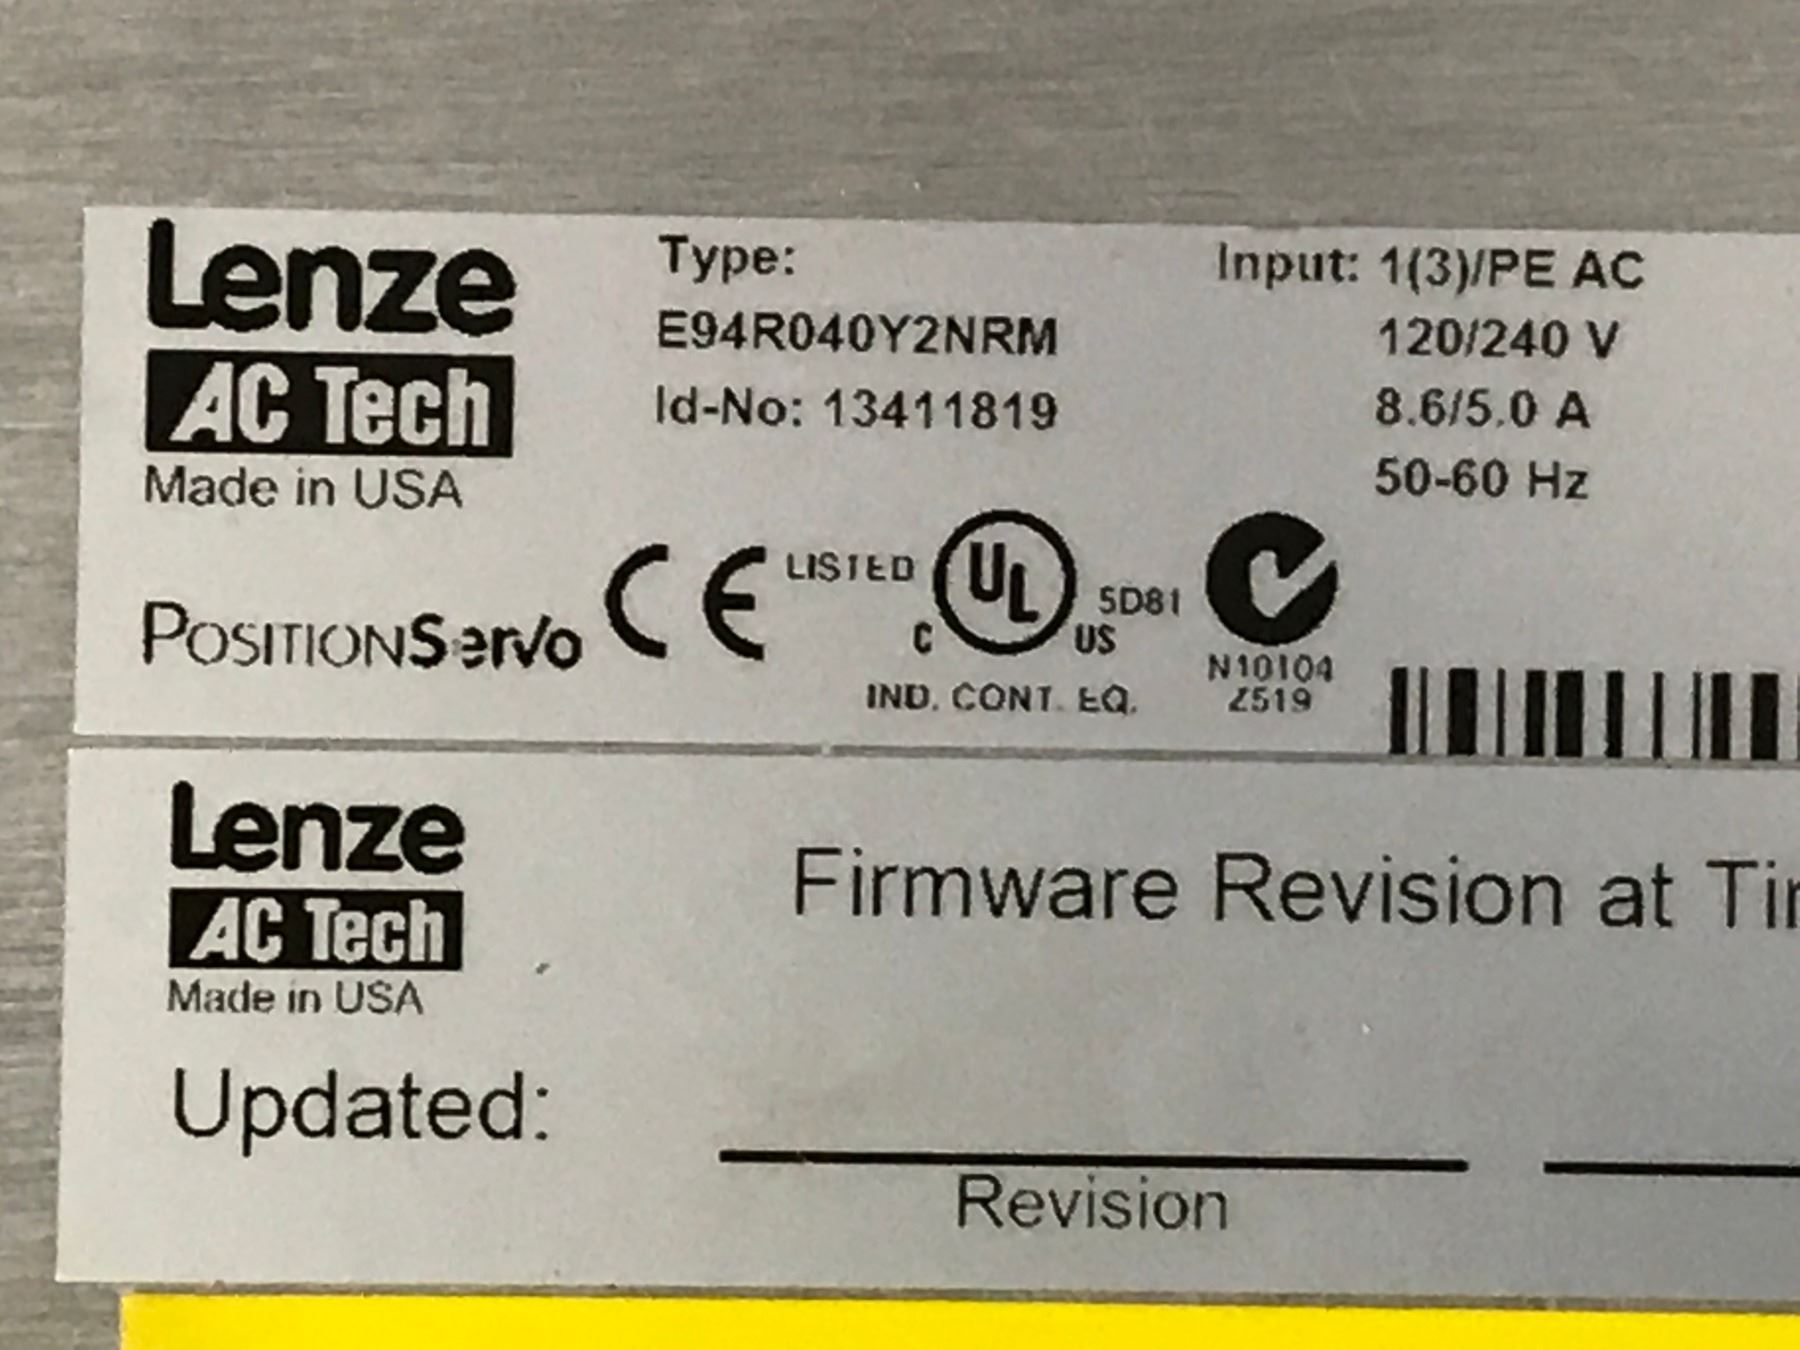 Lenze
AC Tech
Made in USA
Type:
E94R040Y2NRM
Id-No: 13411819
Input: 1(3)/PE AC
120/240 V
8.6/5.0 A
50-60 Hz
POSITIONServo
CE
LISTED
C UL US
5D81
IND. CONT. EQ.
N10104
Z519
Lenze
AC Tech
Made in USA
Firmware Revision at
Updated:
Revision